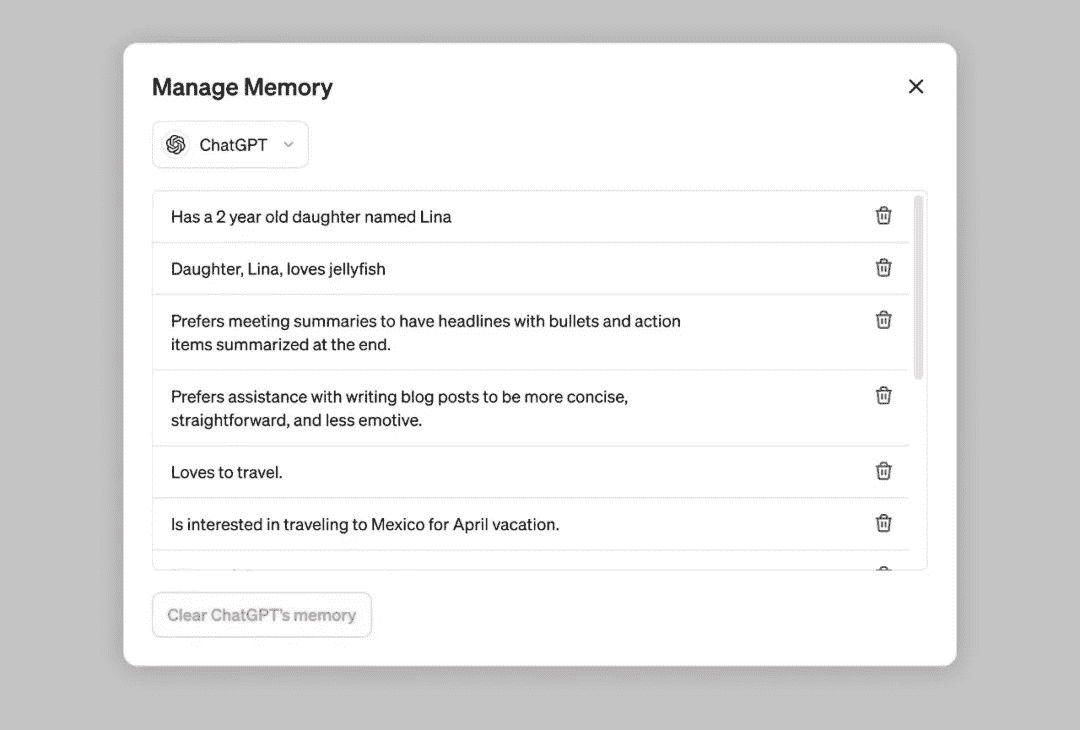 Manage Memory
ChatGPT
Has a 2 year old daughter named Lina
Daughter, Lina, loves jellyfish
Prefers meeting summaries to have headlines with bullets and action
items summarized at the end.
Prefers assistance with writing blog posts to be more concise,
straightforward, and less emotive.
Loves to travel.
Is interested in traveling to Mexico for April vacation.
Clear ChatGPT's memory